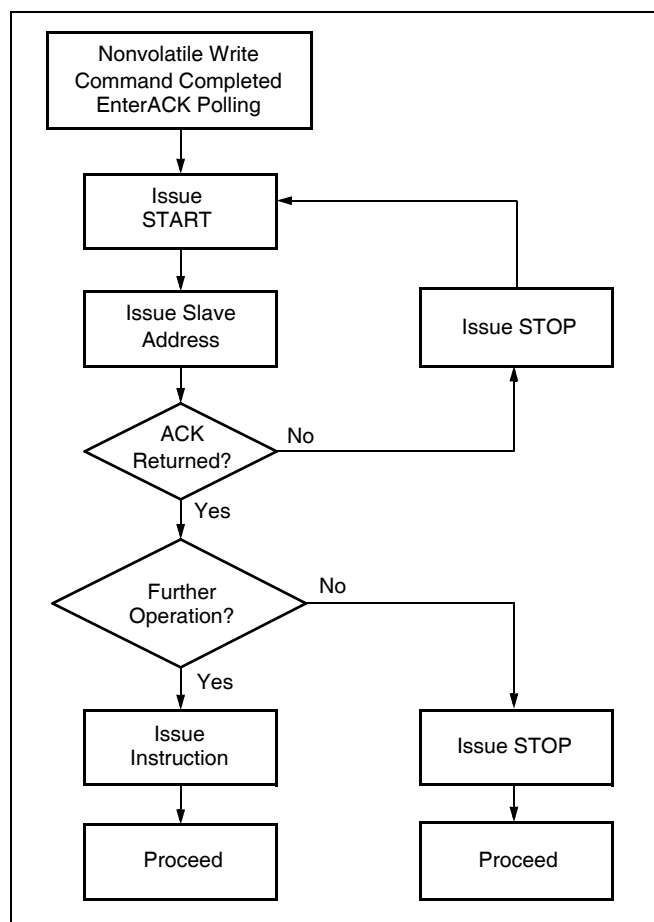 Nonvolatile Write
Command Completed
EnterACK Polling
Issue
START
Issue Slave
Address
Issue STOP
ACK
Returned?
No
Yes
Further
Operation?
No
Yes
Issue
Instruction
Issue STOP
Proceed
Proceed